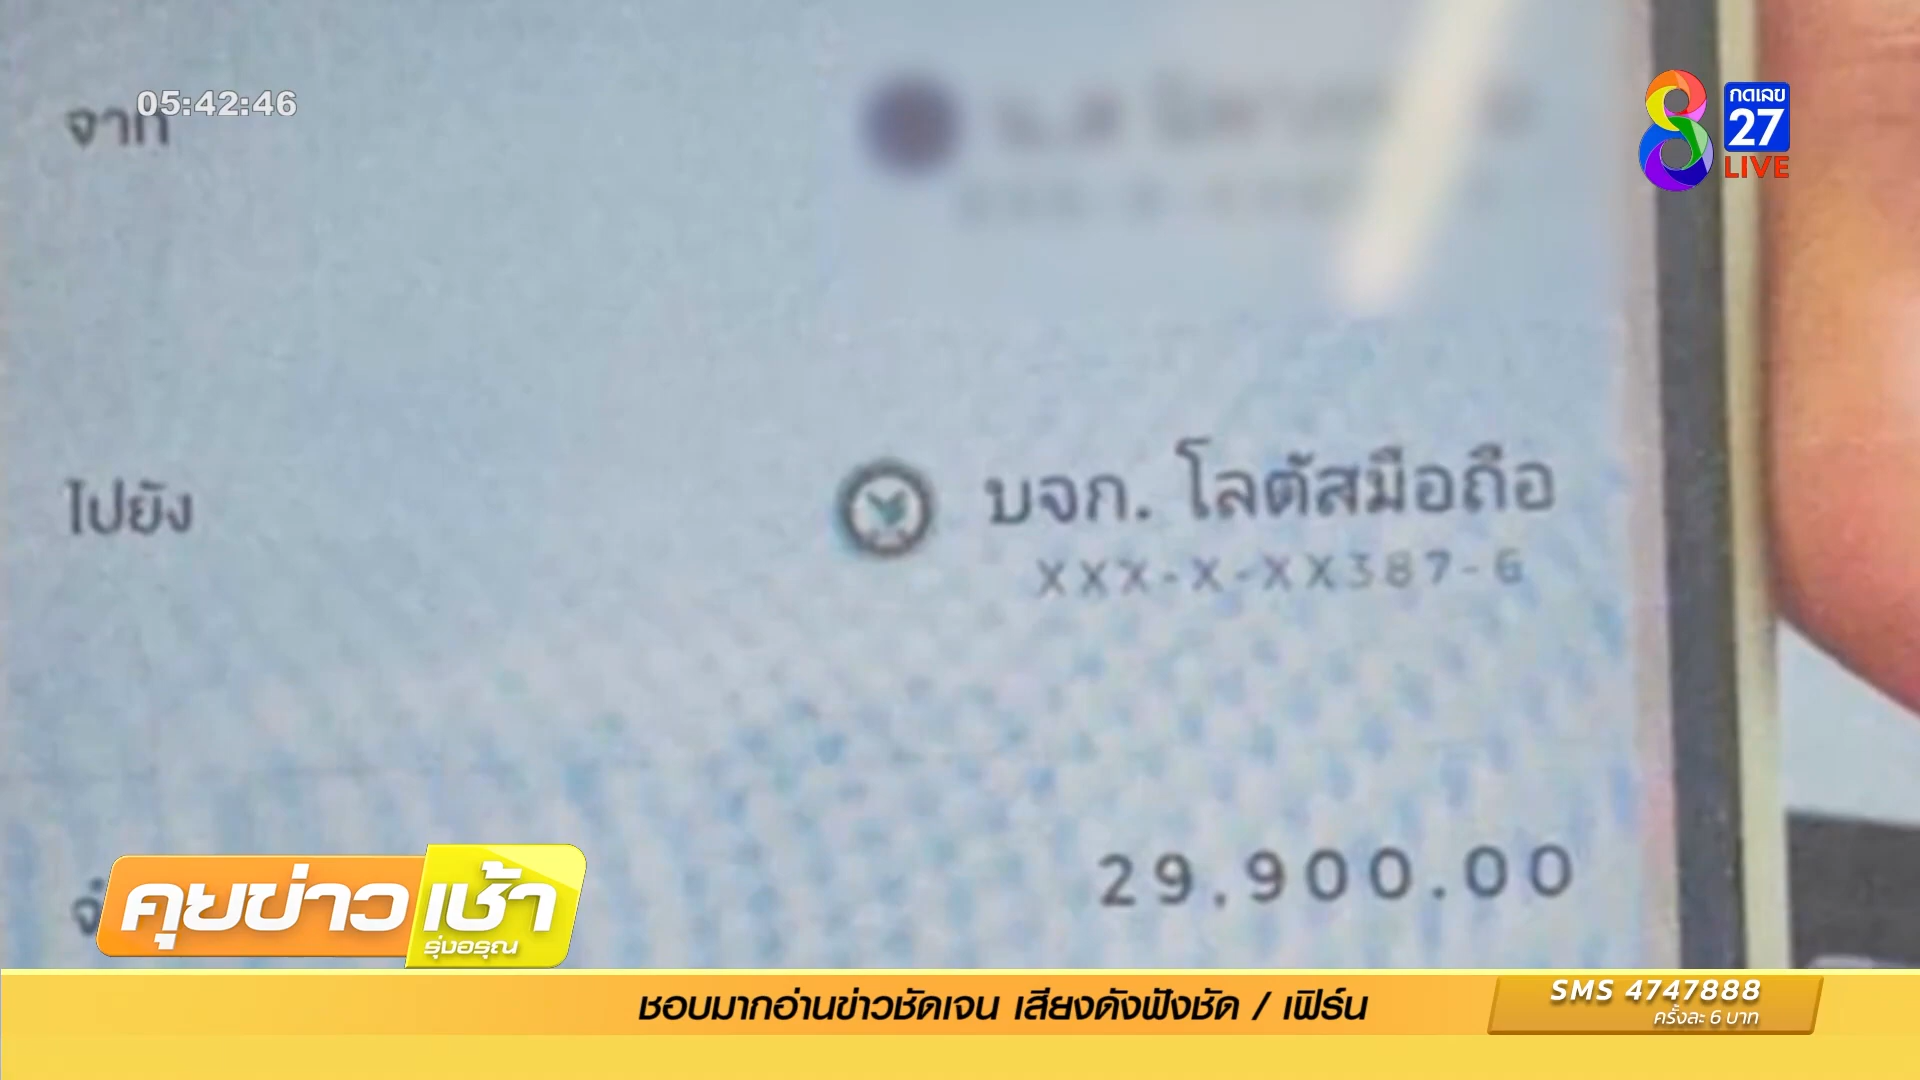 05:42:46
จาก
กดเลข
27
LIVE
ไปยัง
บจก. โลตัสมือถือ
XXX-X-XX387-6
29,900.00
คุยข่าวเช้า
รุ่งอรุณ
ชอบมากอ่านข่าวชัดเจน เสียงดังฟังชัด / เฟิร์น
SMS 4747888
ครั้งละ 6 บาท